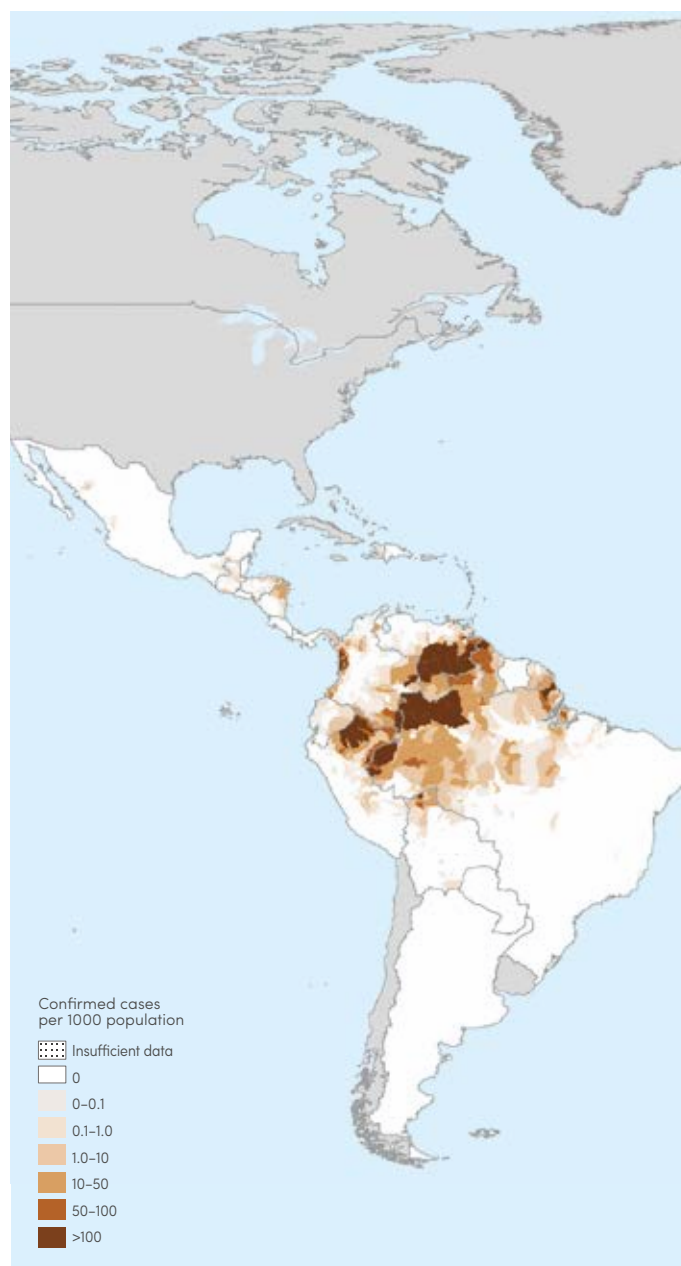 Confirmed cases
per 1000 population
Insufficient data
0
0–0.1
0.1–1.0
1.0–10
10–50
50–100
>100